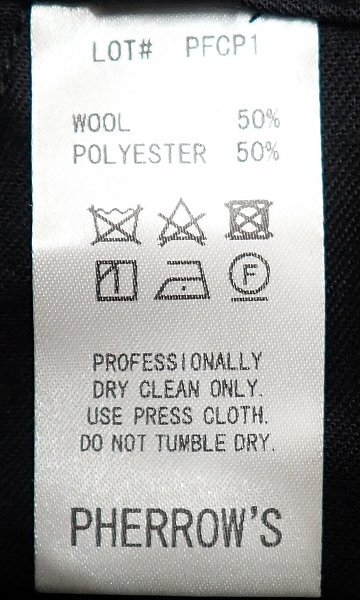 LOT# PFCP1
WOOL 50%
POLYESTER 50%
F
PROFESSIONALLY
DRY CLEAN ONLY.
USE PRESS CLOTH.
DO NOT TUMBLE DRY.
PHERROW'S